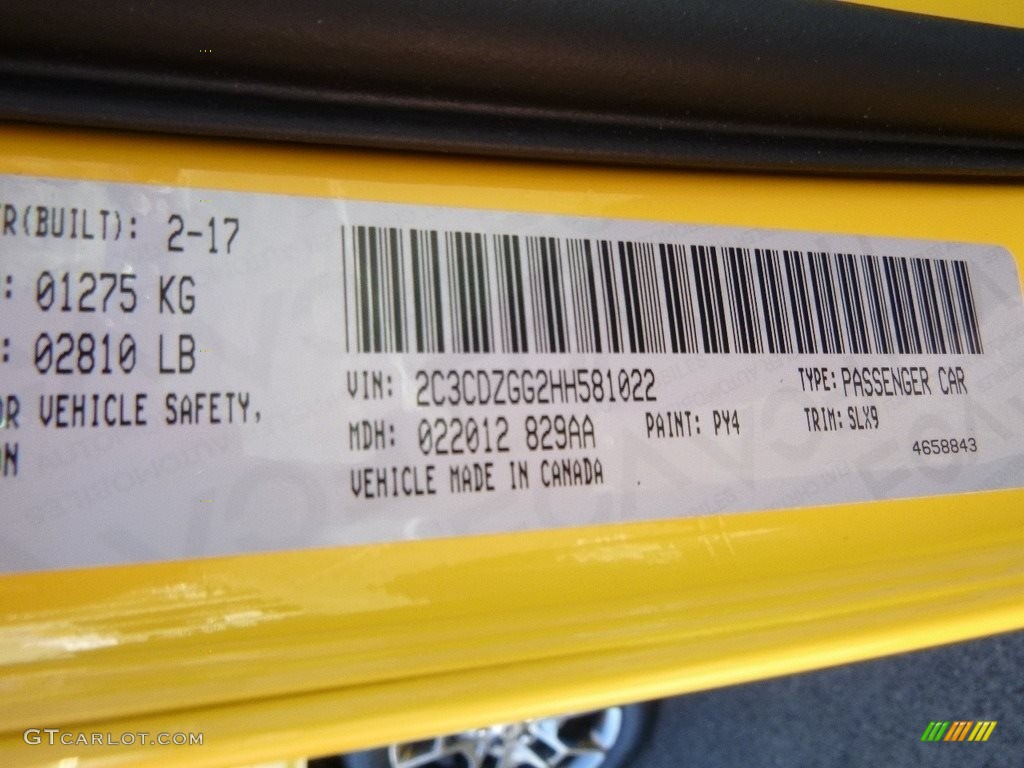 R(BUILT): 2-17
: 01275 KG
: 02810 LB
OR VEHICLE SAFETY,
ON
VIN: 2C3CDZGG2HH581022
TYPE: PASSENGER CAR
MDH: 022012 829AA
PAINT: PY4
TRIM: SLX9
VEHICLE MADE IN CANADA
4658843
GTCARLOT.COM